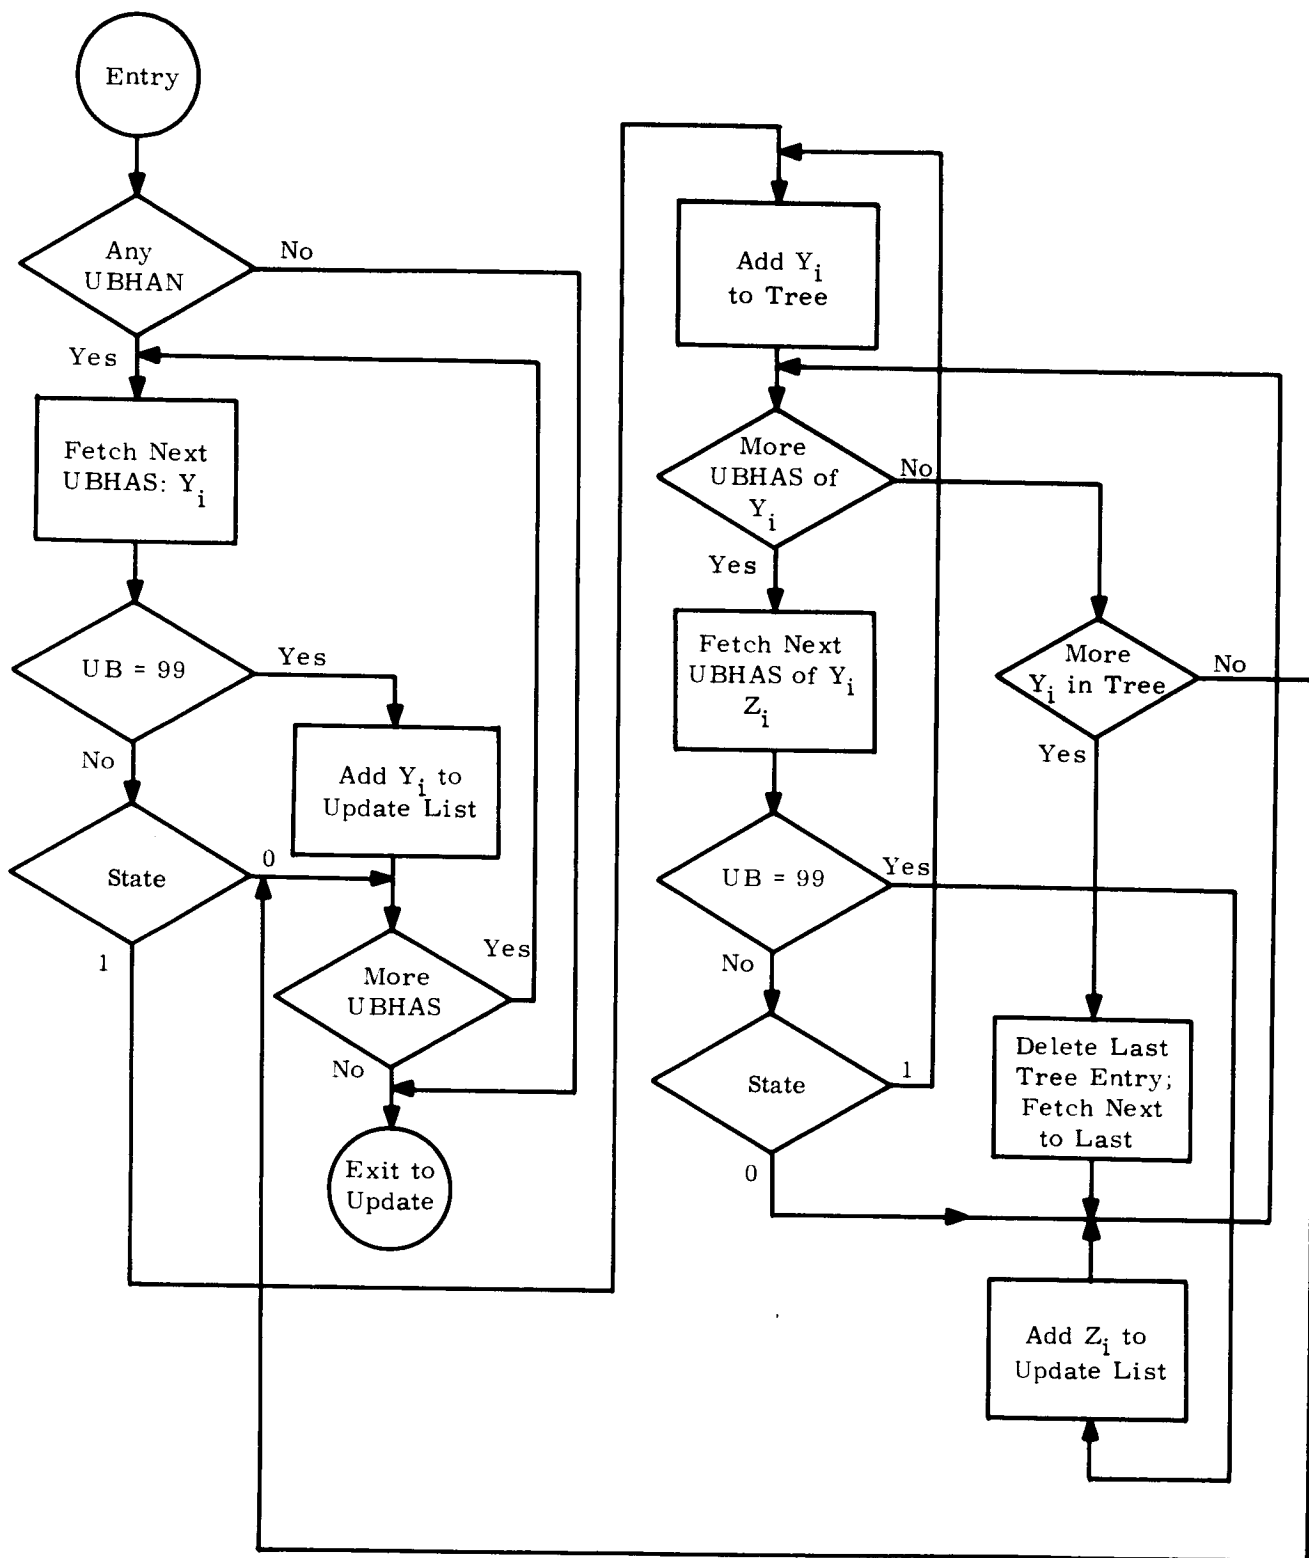 Entry
Any
UBHAN
No
Yes
Fetch Next
UBHAS: Yi
UB = 99
Yes
No
Add Yi to
Update List
State
0
1
More
UBHAS
Yes
No
Exit to
Update
Add Yi
to Tree
More
UBHAS of
Yi
No
Yes
Fetch Next
UBHAS of Yi
Zi
More
Yi in Tree
No
Yes
UB = 99
Yes
No
State
1
0
Delete Last
Tree Entry;
Fetch Next
to Last
Add Zi to
Update List